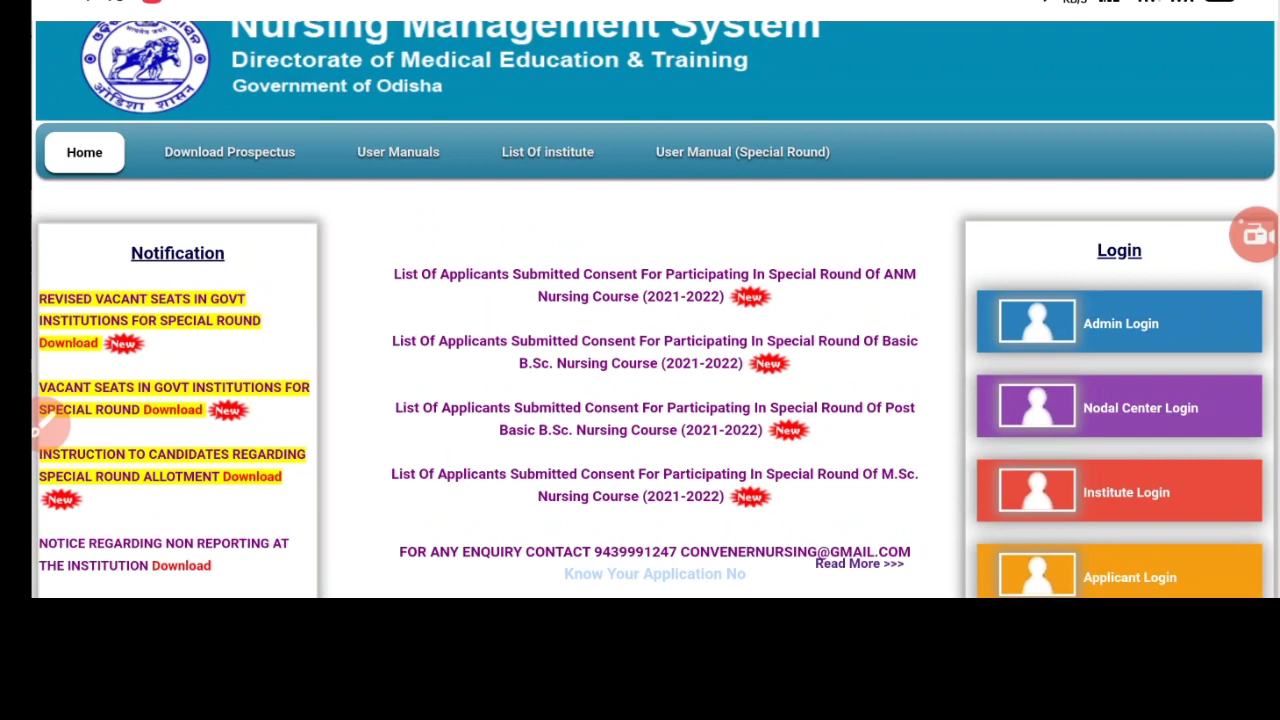 Nursing Management System
Directorate of Medical Education & Training
Government of Odisha
Home
Download Prospectus
User Manuals
List Of institute
User Manual (Special Round)
Notification
REVISED VACANT SEATS IN GOVT
INSTITUTIONS FOR SPECIAL ROUND
Download New
VACANT SEATS IN GOVT INSTITUTIONS FOR
SPECIAL ROUND Download New
INSTRUCTION TO CANDIDATES REGARDING
SPECIAL ROUND ALLOTMENT Download
New
NOTICE REGARDING NON REPORTING AT
THE INSTITUTION Download
List Of Applicants Submitted Consent For Participating In Special Round Of ANM
Nursing Course (2021-2022) New
List Of Applicants Submitted Consent For Participating In Special Round Of Basic
B.Sc. Nursing Course (2021-2022) New
List Of Applicants Submitted Consent For Participating In Special Round Of Post
Basic B.Sc. Nursing Course (2021-2022) New
List Of Applicants Submitted Consent For Participating In Special Round Of M.Sc.
Nursing Course (2021-2022) New
FOR ANY ENQUIRY CONTACT 9439991247 CONVENERNURSING@GMAIL.COM
Read More >>>
Know Your Application No
Login
Admin Login
Nodal Center Login
Institute Login
Applicant Login